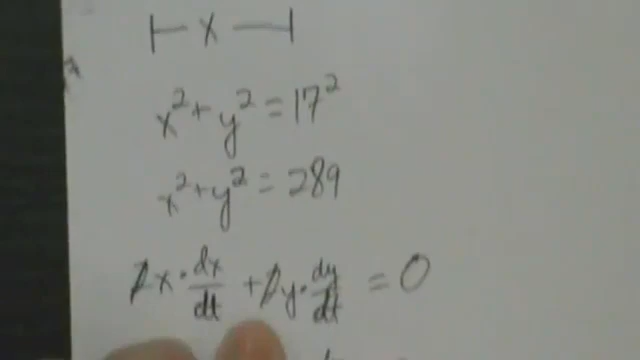 x
x² + y² = 17²
x² + y² = 289
2x · dx/dt + 2y · dy/dt = 0